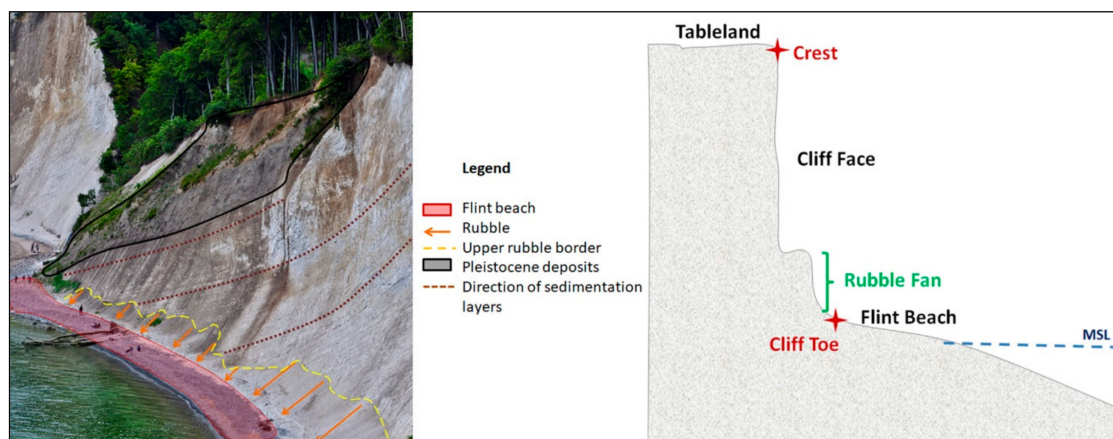 Legend
Flint beach
Rubble
Upper rubble border
Pleistocene deposits
Direction of sedimentation
layers
Tableland
Crest
Cliff Face
Rubble Fan
Flint Beach
Cliff Toe
MSL